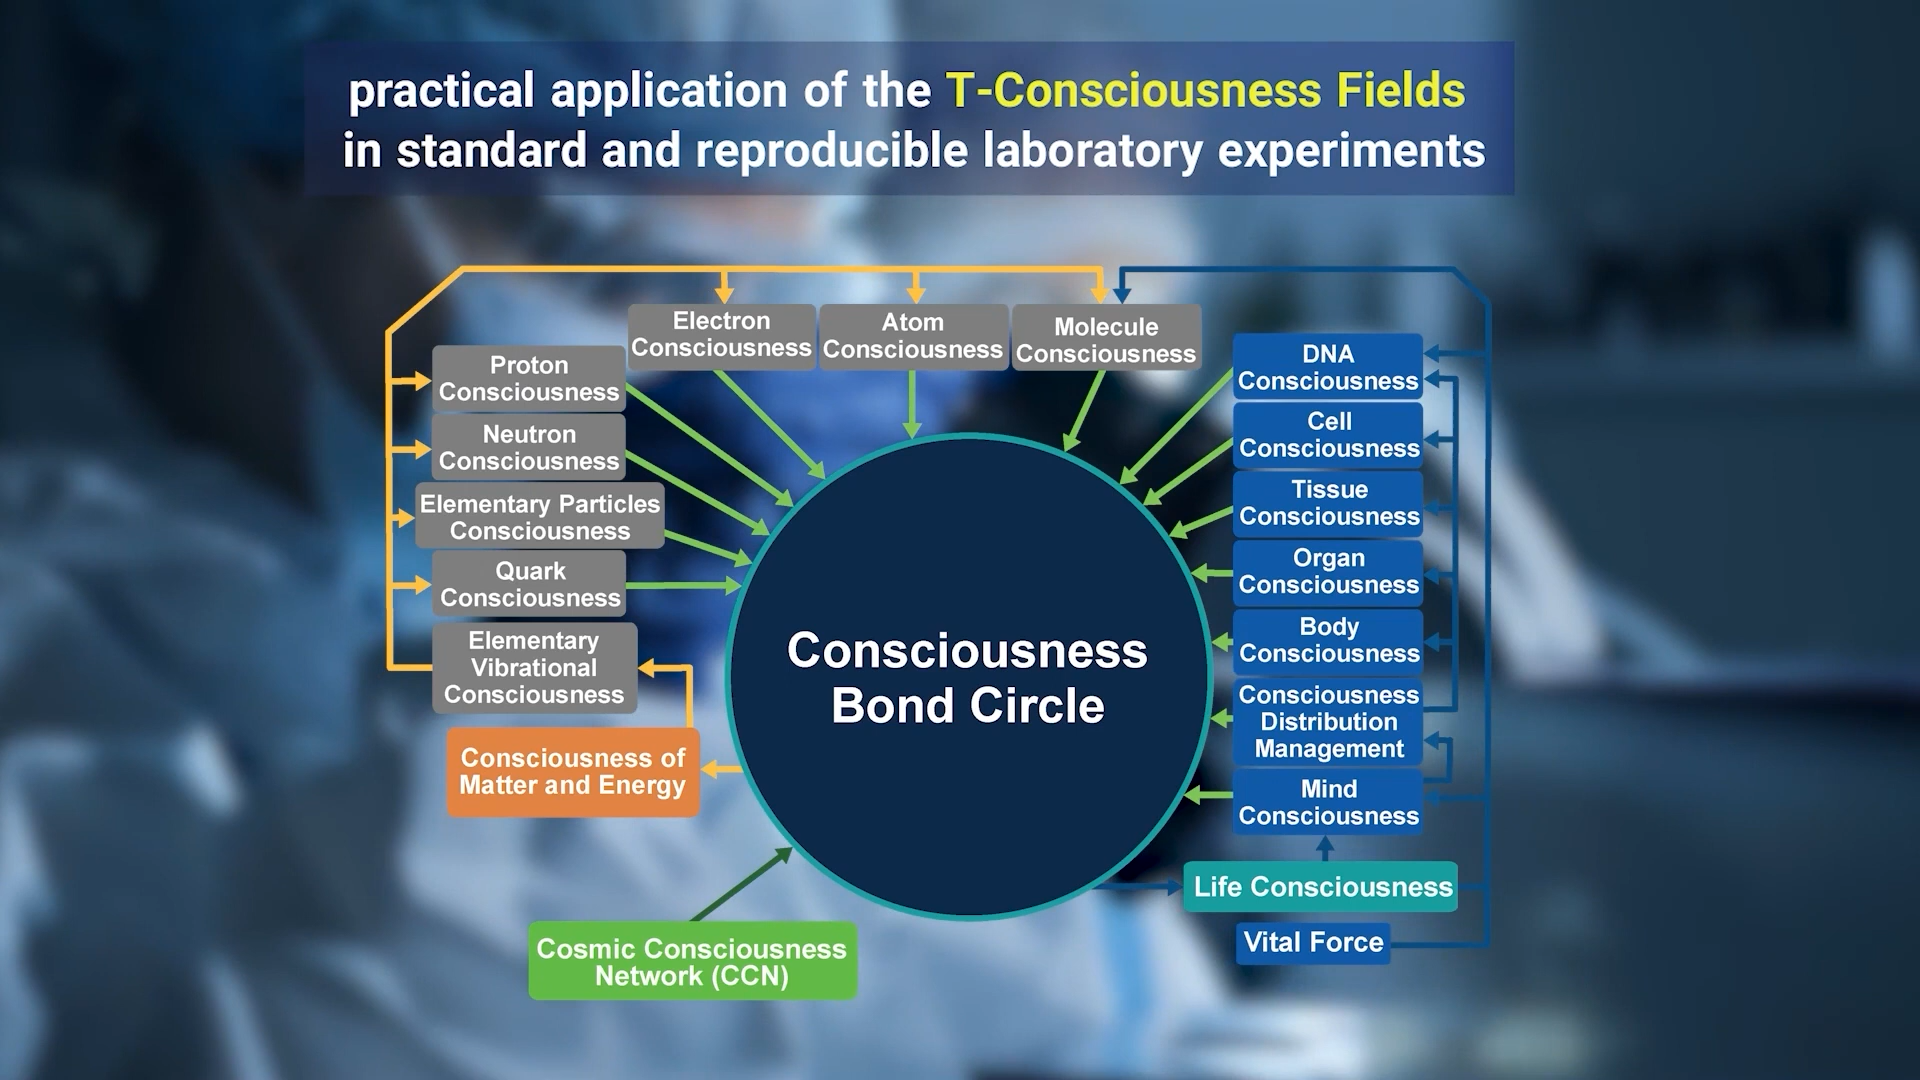 practical application of the T-Consciousness Fields
in standard and reproducible laboratory experiments
Electron
Consciousness
Atom
Consciousness
Molecule
Consciousness
Proton
Consciousness
Neutron
Consciousness
Elementary Particles
Consciousness
Quark
Consciousness
Elementary
Vibrational
Consciousness
Consciousness of
Matter and Energy
Cosmic Consciousness
Network (CCN)
Consciousness
Bond Circle
DNA
Consciousness
Cell
Consciousness
Tissue
Consciousness
Organ
Consciousness
Body
Consciousness
Consciousness
Distribution
Management
Mind
Consciousness
Life Consciousness
Vital Force